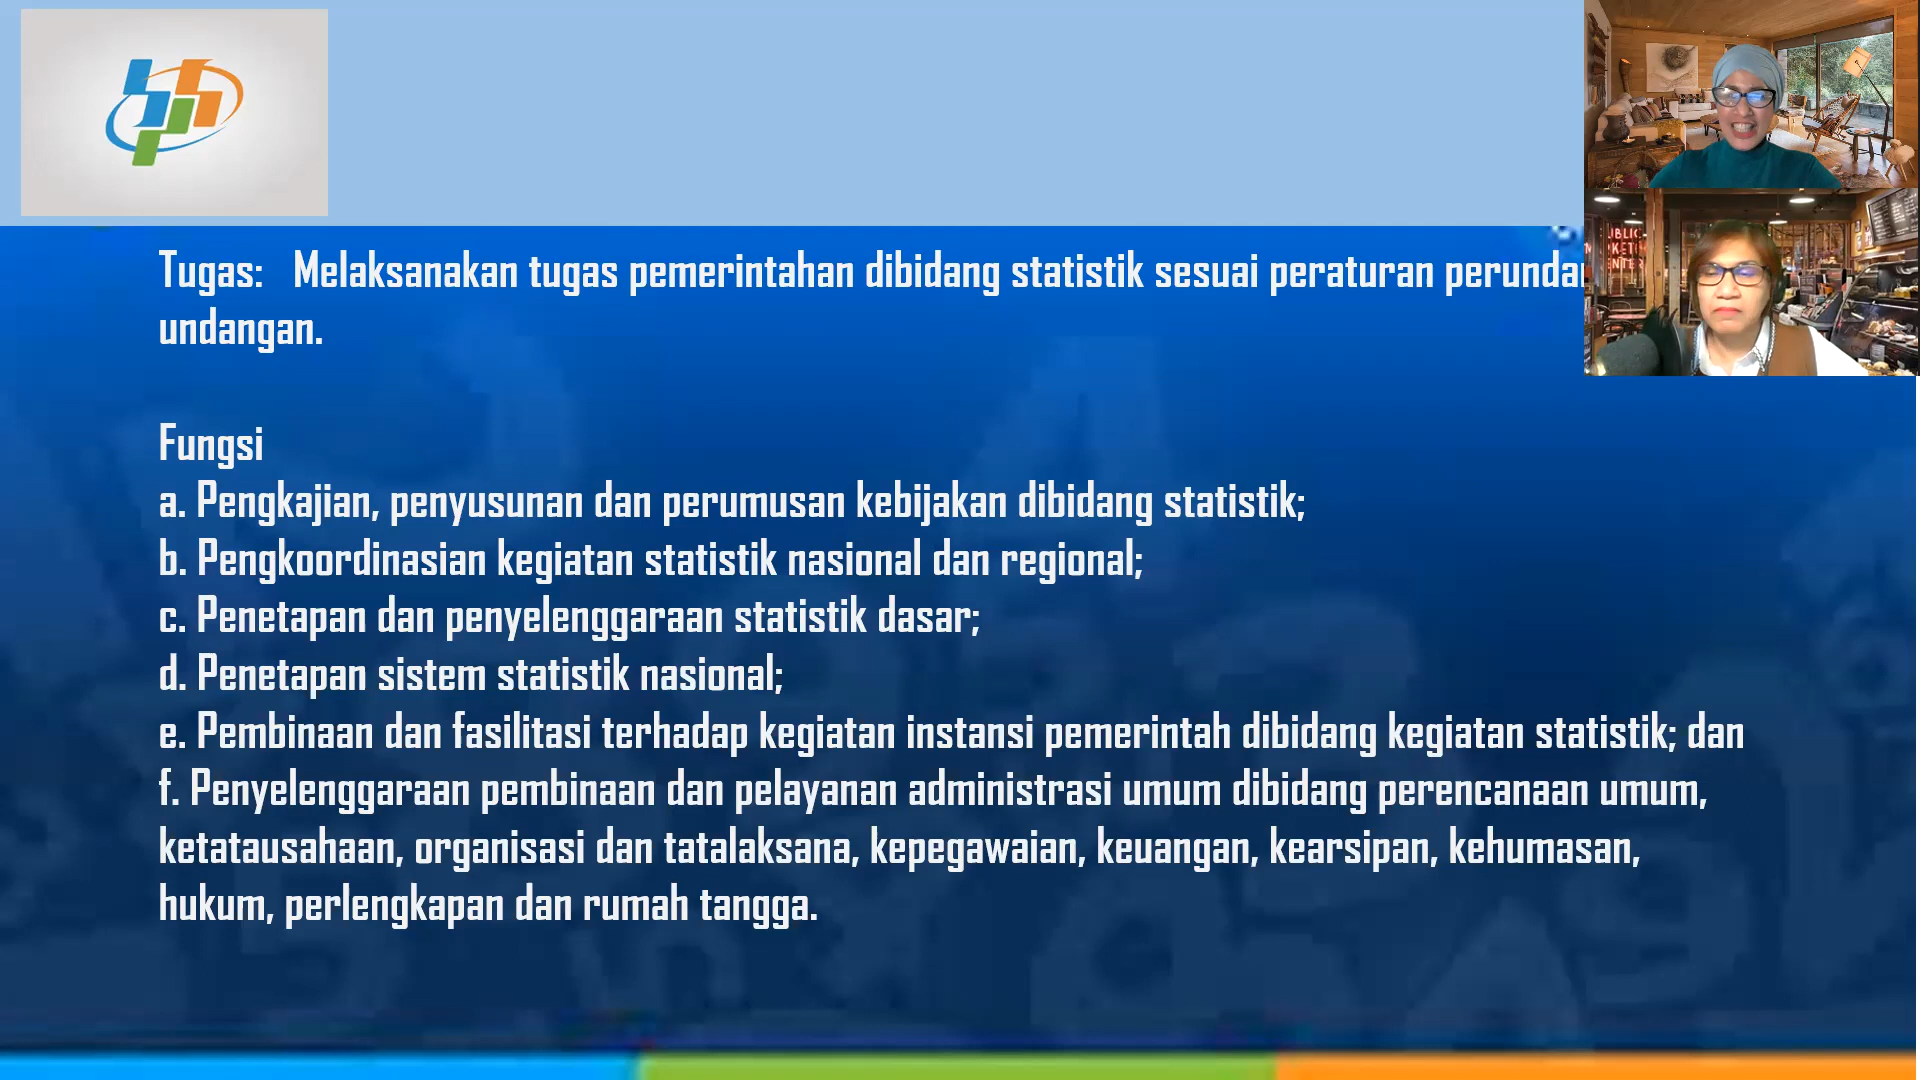 Tugas: Melaksanakan tugas pemerintahan dibidang statistik sesuai peraturan
undangan.
Fungsi
a. Pengkajian, penyusunan dan perumusan kebijakan dibidang statistik;
b. Pengkoordinasian kegiatan statistik nasional dan regional;
c. Penetapan dan penyelenggaraan statistik dasar;
d. Penetapan sistem statistik nasional;
e. Pembinaan dan fasilitasi terhadap kegiatan instansi pemerintah dibidang kegiatan statistik; dan
f. Penyelenggaraan pembinaan dan pelayanan administrasi umum dibidang perencanaan umum,
ketatausahaan, organisasi dan tatalaksana, kepegawaian, keuangan, kearsipan, kehumasan,
hukum, perlengkapan dan rumah tangga.